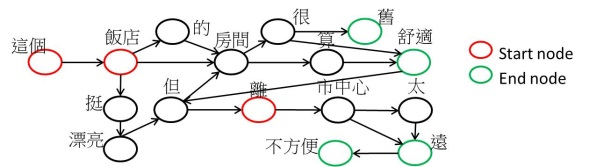 這個
飯店
的
房間
很
舊
算
舒適
挺
但
離
市中心
太
漂亮
不方便
遠
Start node
End node